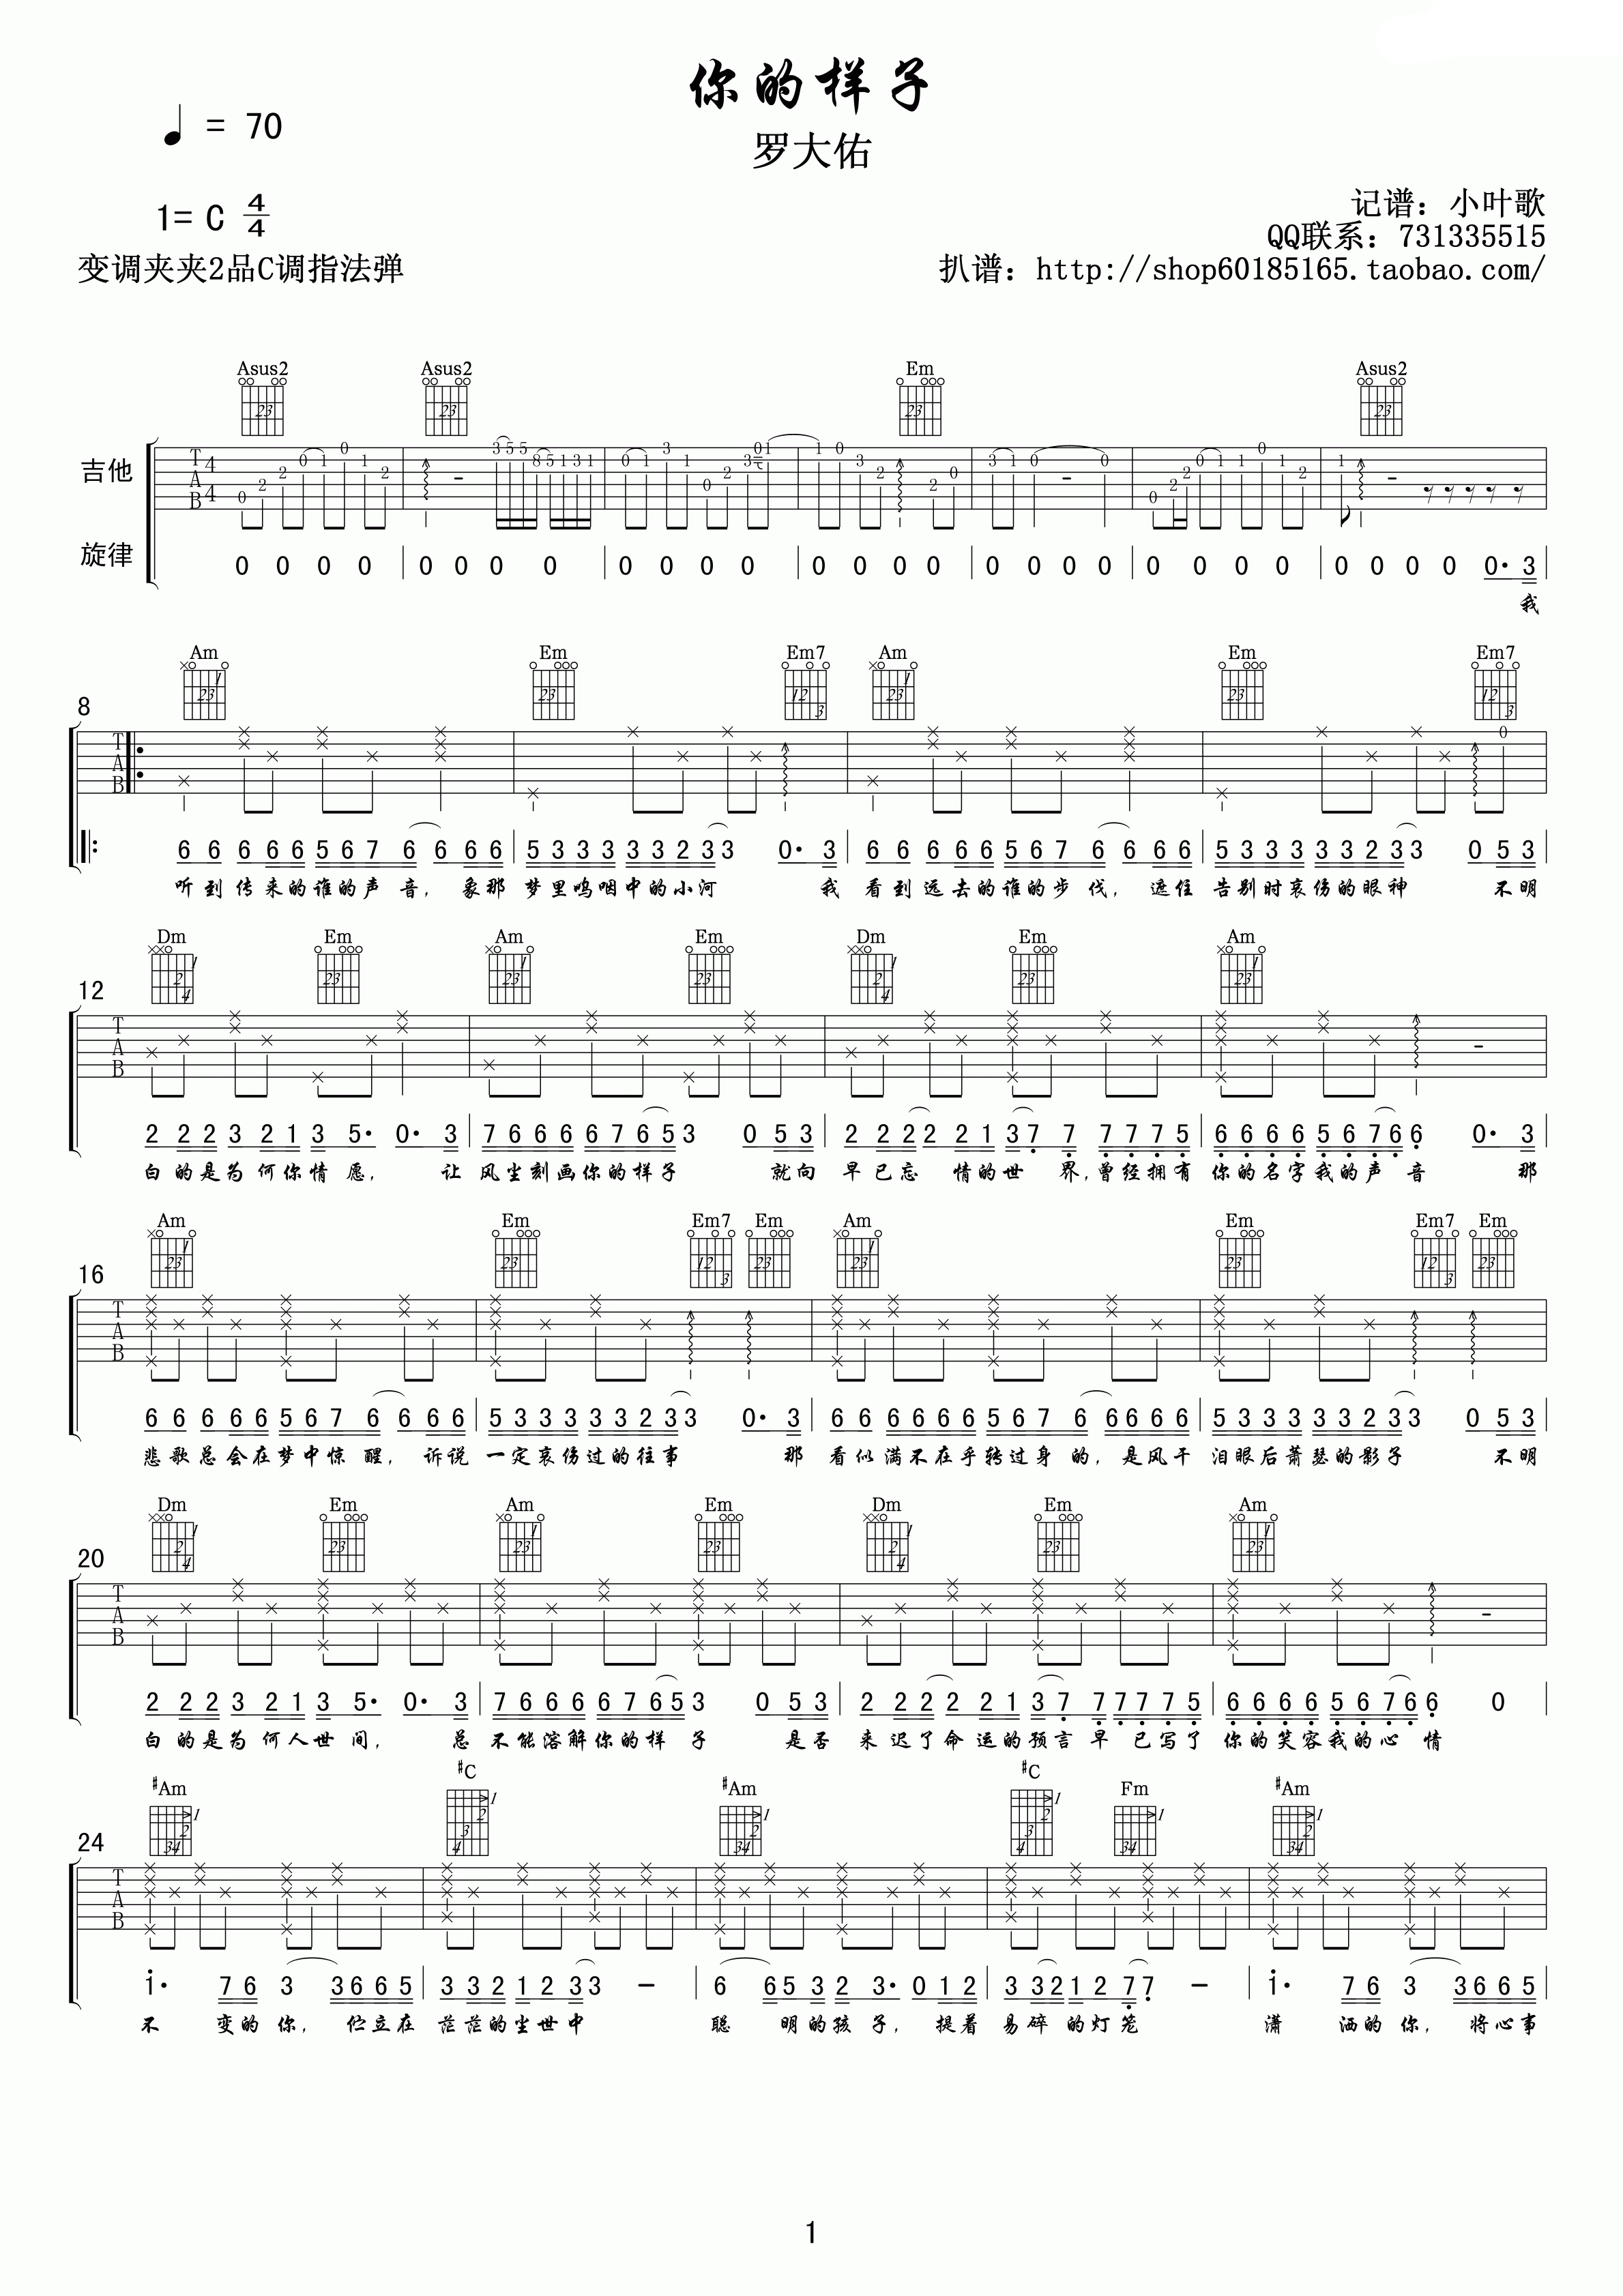 你的样子
罗大佑
♩ = 70
1= C 4/4
变调夹夹2品C调指法弹
记谱：小叶歌
QQ联系：731335515
扒谱：http://shop60185165.taobao.com/
Asus2 Asus2 Em Asus2
吉他
旋律
0 0 0 0 0 0 0 0 0 0 0 0 0 0 0 0 0 0 0 0 0 0 0 0 0 0 0 0 0· 3
我
Am Em Em7 Am Em Em7
8
6 6 6 6 6 5 6 7 6 6 6 6 5 3 3 3 3 3 2 3 3 0· 3 6 6 6 6 6 5 6 7 6 6 6 6 5 3 3 3 3 3 2 3 3 0 5 3
听到传来的谁的声音，象那 梦里呜咽中的小河 我 看到远去的谁的步伐，遮住 告别时哀伤的眼神 不明
Dm Em Am Em Dm Em Am
12
2 2 2 3 2 1 3 5· 0· 3 7 6 6 6 6 7 6 5 3 0 5 3 2 2 2 2 2 1 3 7 7 7 7 7 5 6 6 6 6 5 6 7 6 6 0· 3
白的是为何你情愿， 让 风尘刻画你的样子 就向 早已忘 情的世 界，曾经拥有 你的名字我的声音 那
Am Em Em7 Em Am Em Em7 Em
16
6 6 6 6 6 5 6 7 6 6 6 6 5 3 3 3 3 3 2 3 3 0· 3 6 6 6 6 6 6 5 6 7 6 6 6 6 6 5 3 3 3 3 3 2 3 3 0 5 3
悲歌总会在梦中惊醒，诉说 一定哀伤过的往事 那 看似满不在乎转过身的，是风干 泪眼后萧瑟的影子 不明
Dm Em Am Em Dm Em Am
20
2 2 2 3 2 1 3 5· 0· 3 7 6 6 6 6 7 6 5 3 0 5 3 2 2 2 2 2 1 3 7 7 7 7 7 5 6 6 6 6 5 6 7 6 6 0
白的是为何人世间， 总 不能溶解你的样子 是否 来迟了命运的预言早已写了 你的笑容我的心情
#Am #C #Am #C Fm #Am
24
i· 7 6 3 3 6 6 5 3 3 2 1 2 3 3 – 6 6 5 3 2 3· 0 1 2 3 3 2 1 2 7 7 – i· 7 6 3 3 6 6 5
不 变的你，伫立在 茫茫的尘世中 聪 明的孩子，提着 易碎的灯笼 潇 洒的你，将心事
1